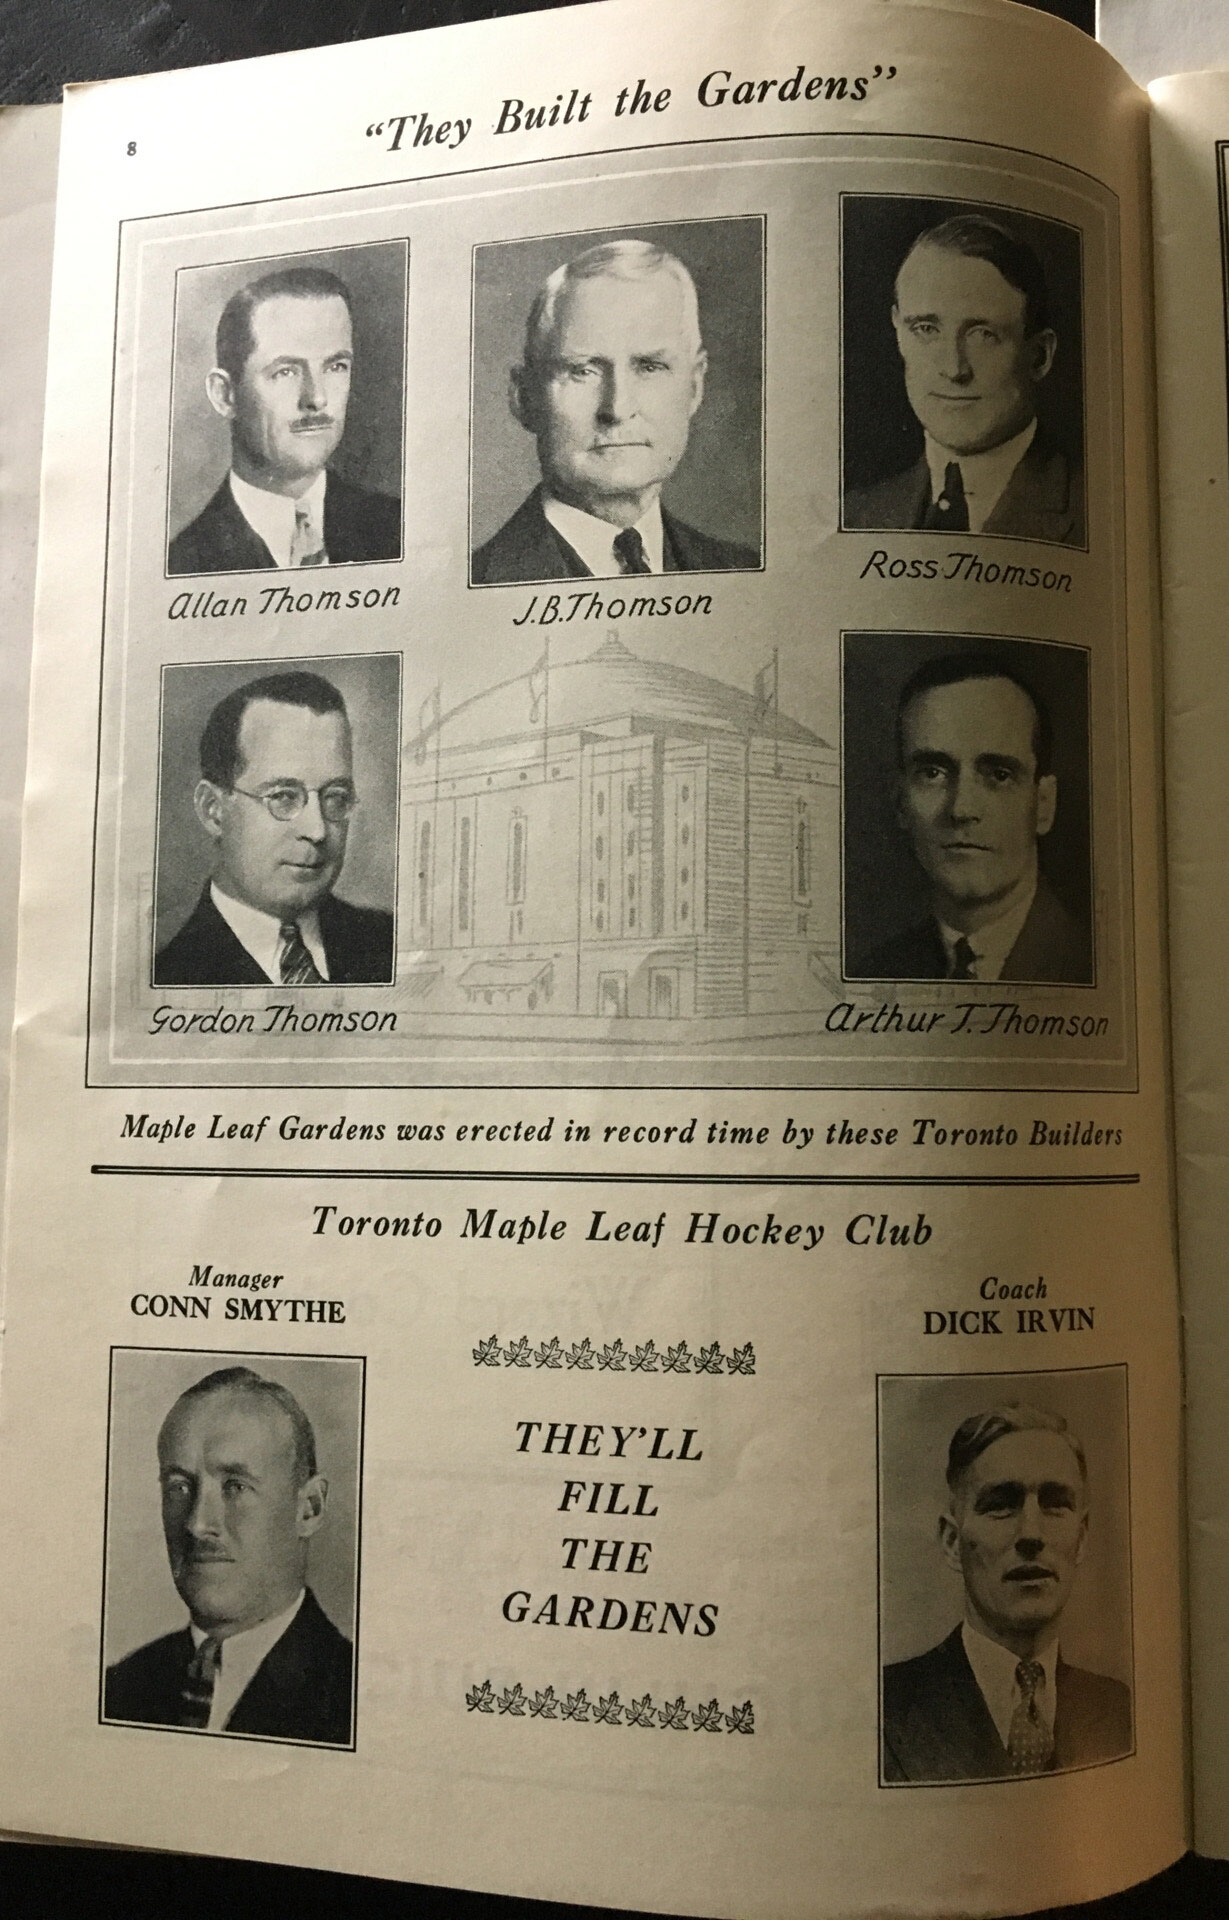 8
“They Built the Gardens”
Allan Thomson
J.B. Thomson
Ross Thomson
Gordon Thomson
Arthur T. Thomson
Maple Leaf Gardens was erected in record time by these Toronto Builders
Toronto Maple Leaf Hockey Club
Manager
CONN SMYTHE
Coach
DICK IRVIN
THEY’LL
FILL
THE
GARDENS